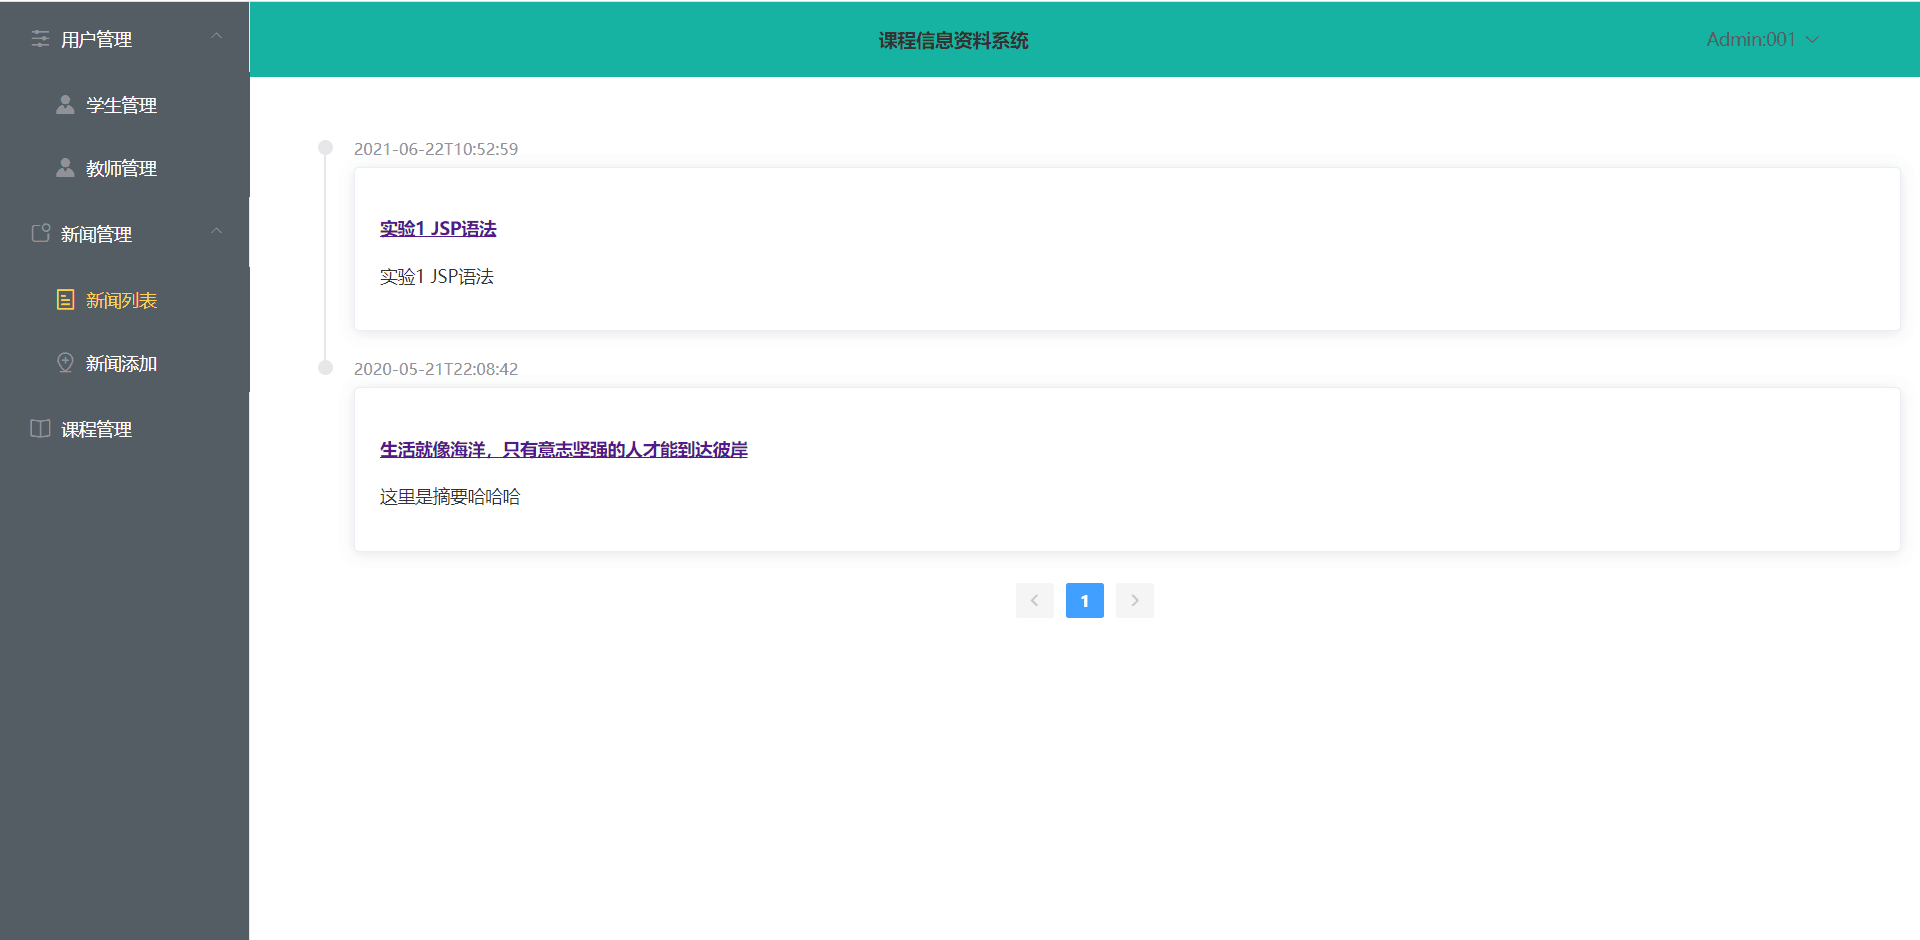 用户管理
学生管理
教师管理
新闻管理
新闻列表
新闻添加
课程管理
课程信息资料系统
Admin:001
2021-06-22T10:52:59
实验1 JSP语法
实验1 JSP语法
2020-05-21T22:08:42
生活就像海洋，只有意志坚强的人才能到达彼岸
这里是摘要哈哈哈
1